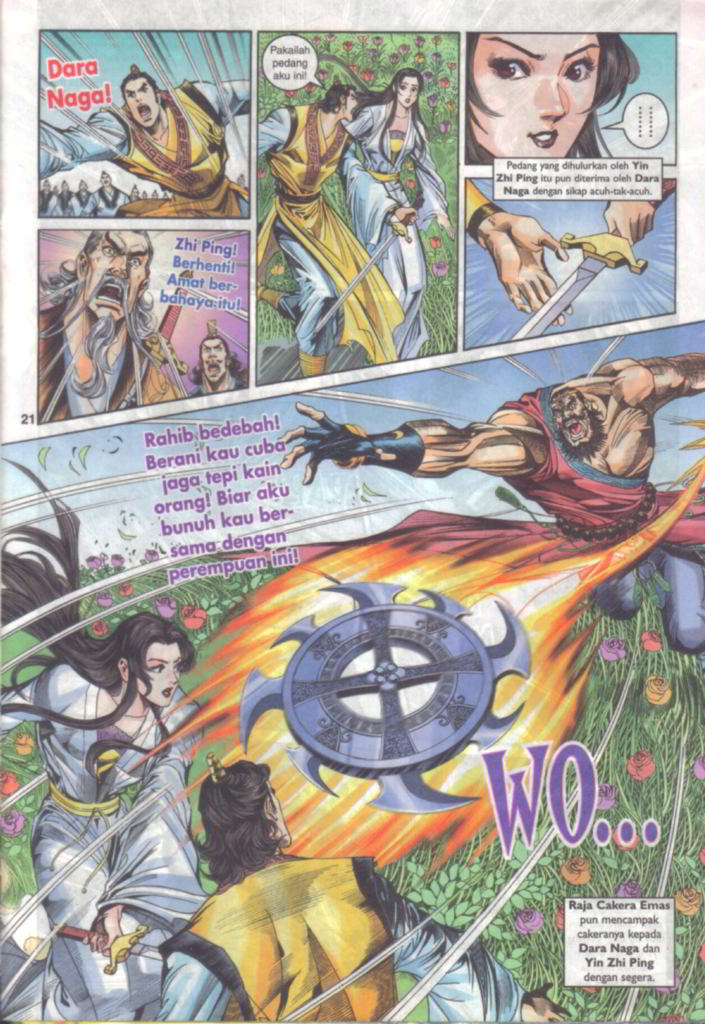 Dara
Naga!
Pakailah
pedang
aku ini!
Pedang yang dihulurkan oleh Yin
Zhi Ping itu pun diterima oleh Dara
Naga dengan sikap acuh-tak-acuh.
Zhi Ping!
Berhenti!
Amat ber-
bahaya itu!
21
Rahib bedebah!
Berani kau cuba
jaga tepi kain
orang! Biar aku
bunuh kau ber-
sama dengan
perempuan ini!
WO...
Raja Cakera Emas
pun mencampak
cakeranya kepada
Dara Naga dan
Yin Zhi Ping
dengan segera.